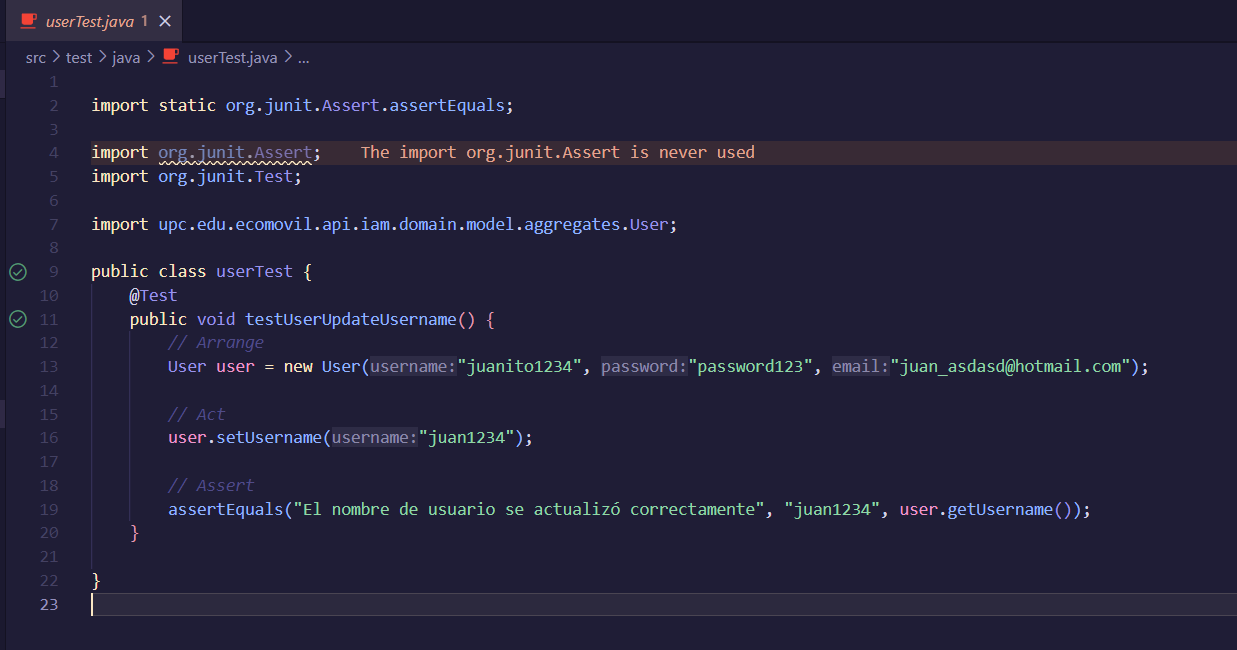 userTest.java 1 ×
src > test > java > userTest.java > ...
1
2 import static org.junit.Assert.assertEquals;
3
4 import org.junit.Assert; The import org.junit.Assert is never used
5 import org.junit.Test;
6
7 import upc.edu.ecomovil.api.iam.domain.model.aggregates.User;
8
9 public class userTest {
10 @Test
11 public void testUserUpdateUsername() {
12 // Arrange
13 User user = new User(username:"juanito1234", password:"password123", email:"juan_asdasd@hotmail.com");
14
15 // Act
16 user.setUsername(username:"juan1234");
17
18 // Assert
19 assertEquals("El nombre de usuario se actualizó correctamente", "juan1234", user.getUsername());
20 }
21
22 }
23